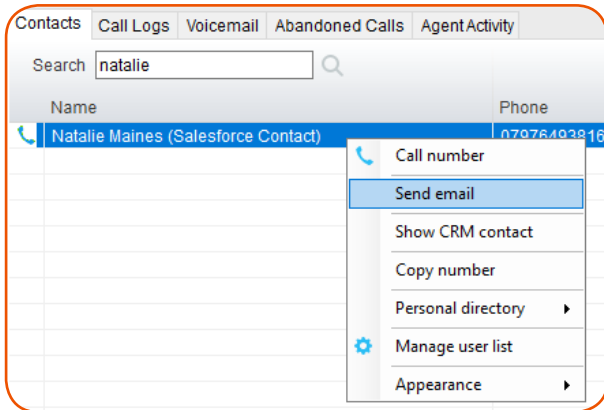 Contacts Call Logs Voicemail Abandoned Calls Agent Activity
Search natalie
Name Phone
Natalie Maines (Salesforce Contact) 07976493816
Call number
Send email
Show CRM contact
Copy number
Personal directory
Manage user list
Appearance